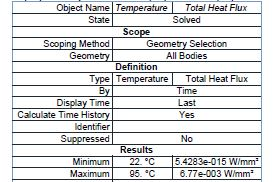 Object Name Temperature Total Heat Flux
State Solved
Scope
Scoping Method Geometry Selection
Geometry All Bodies
Definition
Type Temperature Total Heat Flux
By Time
Display Time Last
Calculate Time History Yes
Identifier
Suppressed No
Results
Minimum 22. °C 5.4283e-015 W/mm²
Maximum 95. °C 6.77e-003 W/mm²